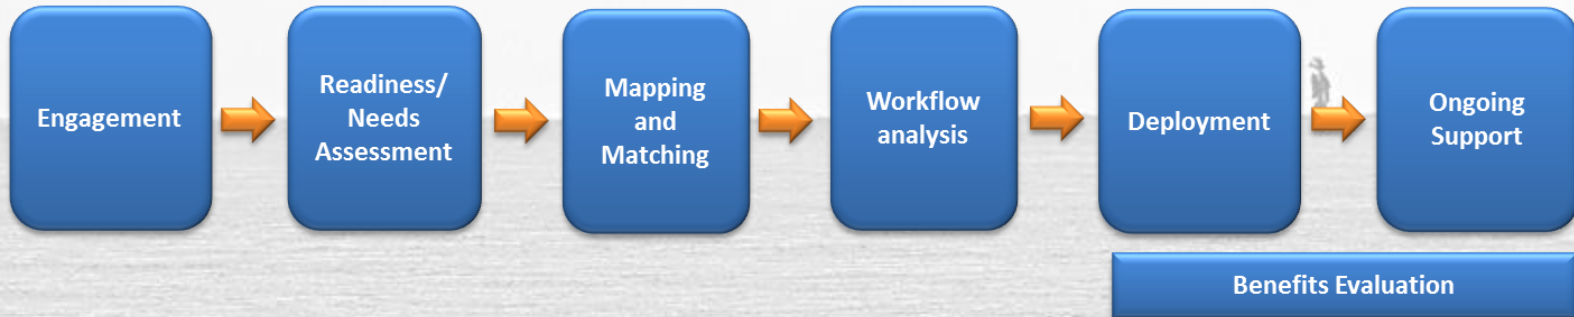 Engagement
Readiness/
Needs
Assessment
Mapping
and
Matching
Workflow
analysis
Deployment
Ongoing
Support
Benefits Evaluation